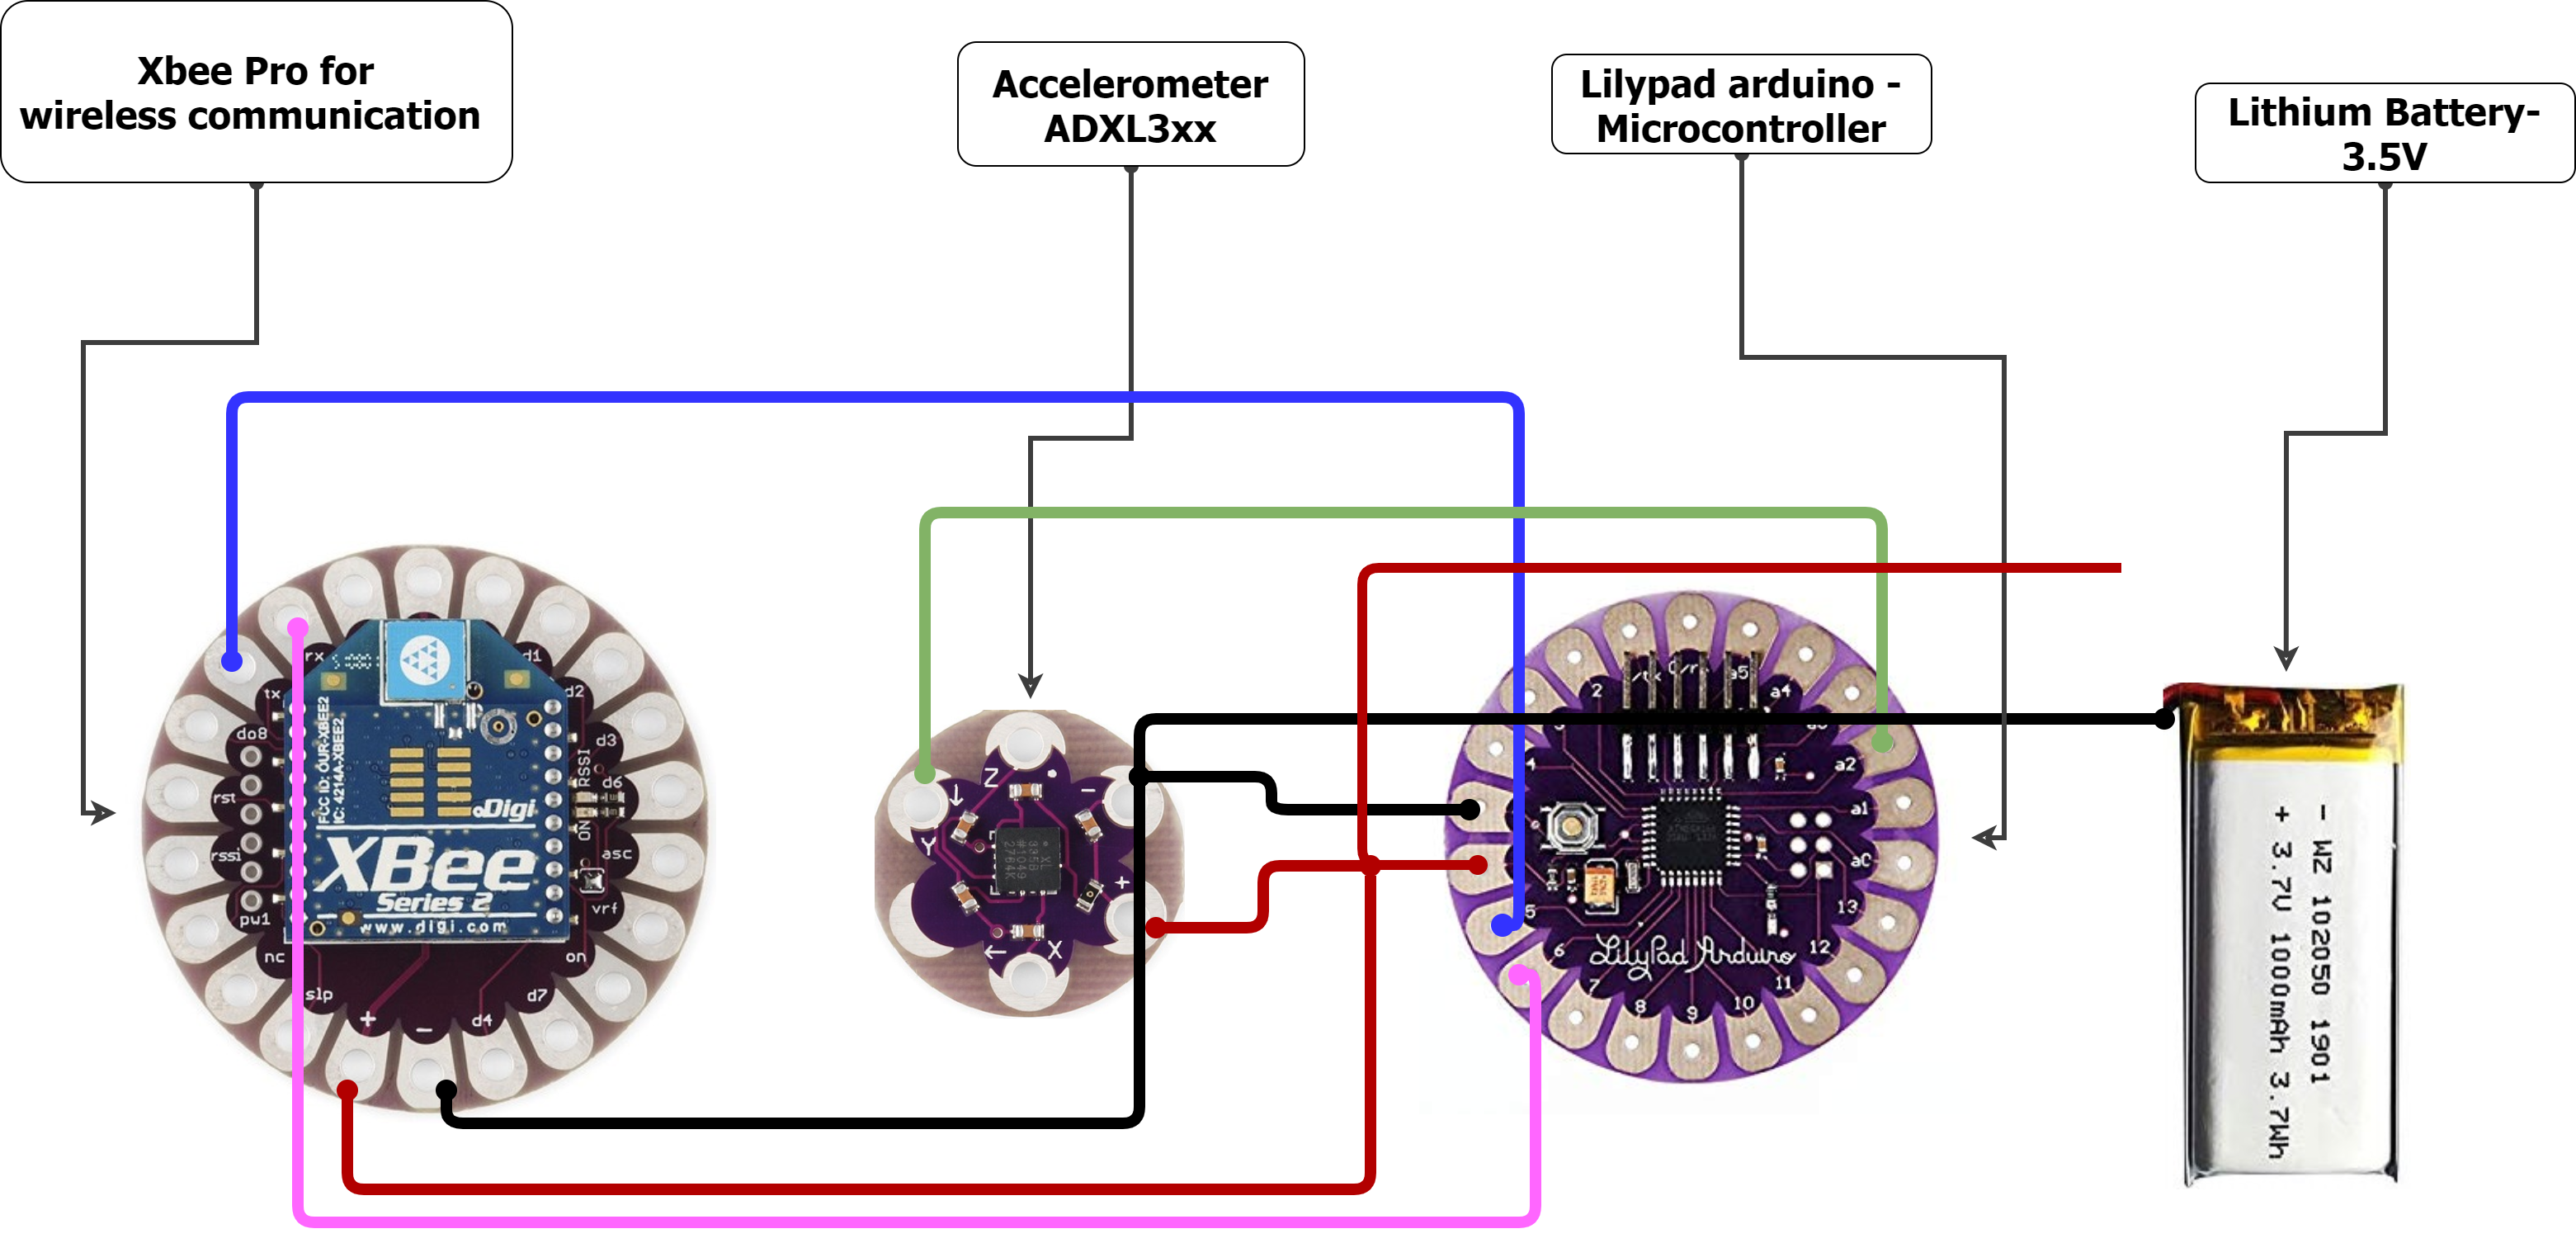 Xbee Pro for
wireless communication
Accelerometer
ADXL3xx
Lilypad arduino -
Microcontroller
Lithium Battery-
3.5V
rx
tx
do8
rst
rssi
pw1
nc
slp
+
-
d4
d7
on
vrf
asc
d6
d3
d2
d1
RSSI
ON
FCC ID: OUR-XBEE2
IC: 4214A-XBEE2
Digi
XBee
Series 2
www.digi.com
Z
Y
X
-
+
2
3
4
5
6
7
8
9
10
11
12
13
a0
a1
a2
a4
a5
LilyPad Arduino
- WZ 102050 1901
+ 3.7V 1000mAh 3.7Wh